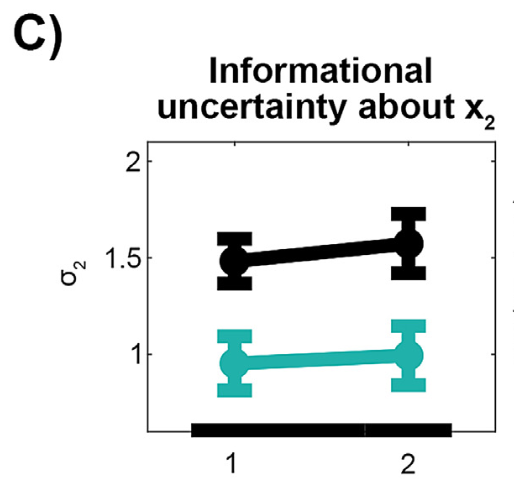 C)
Informational
uncertainty about x₂
2
1.5
1
σ₂
1
2